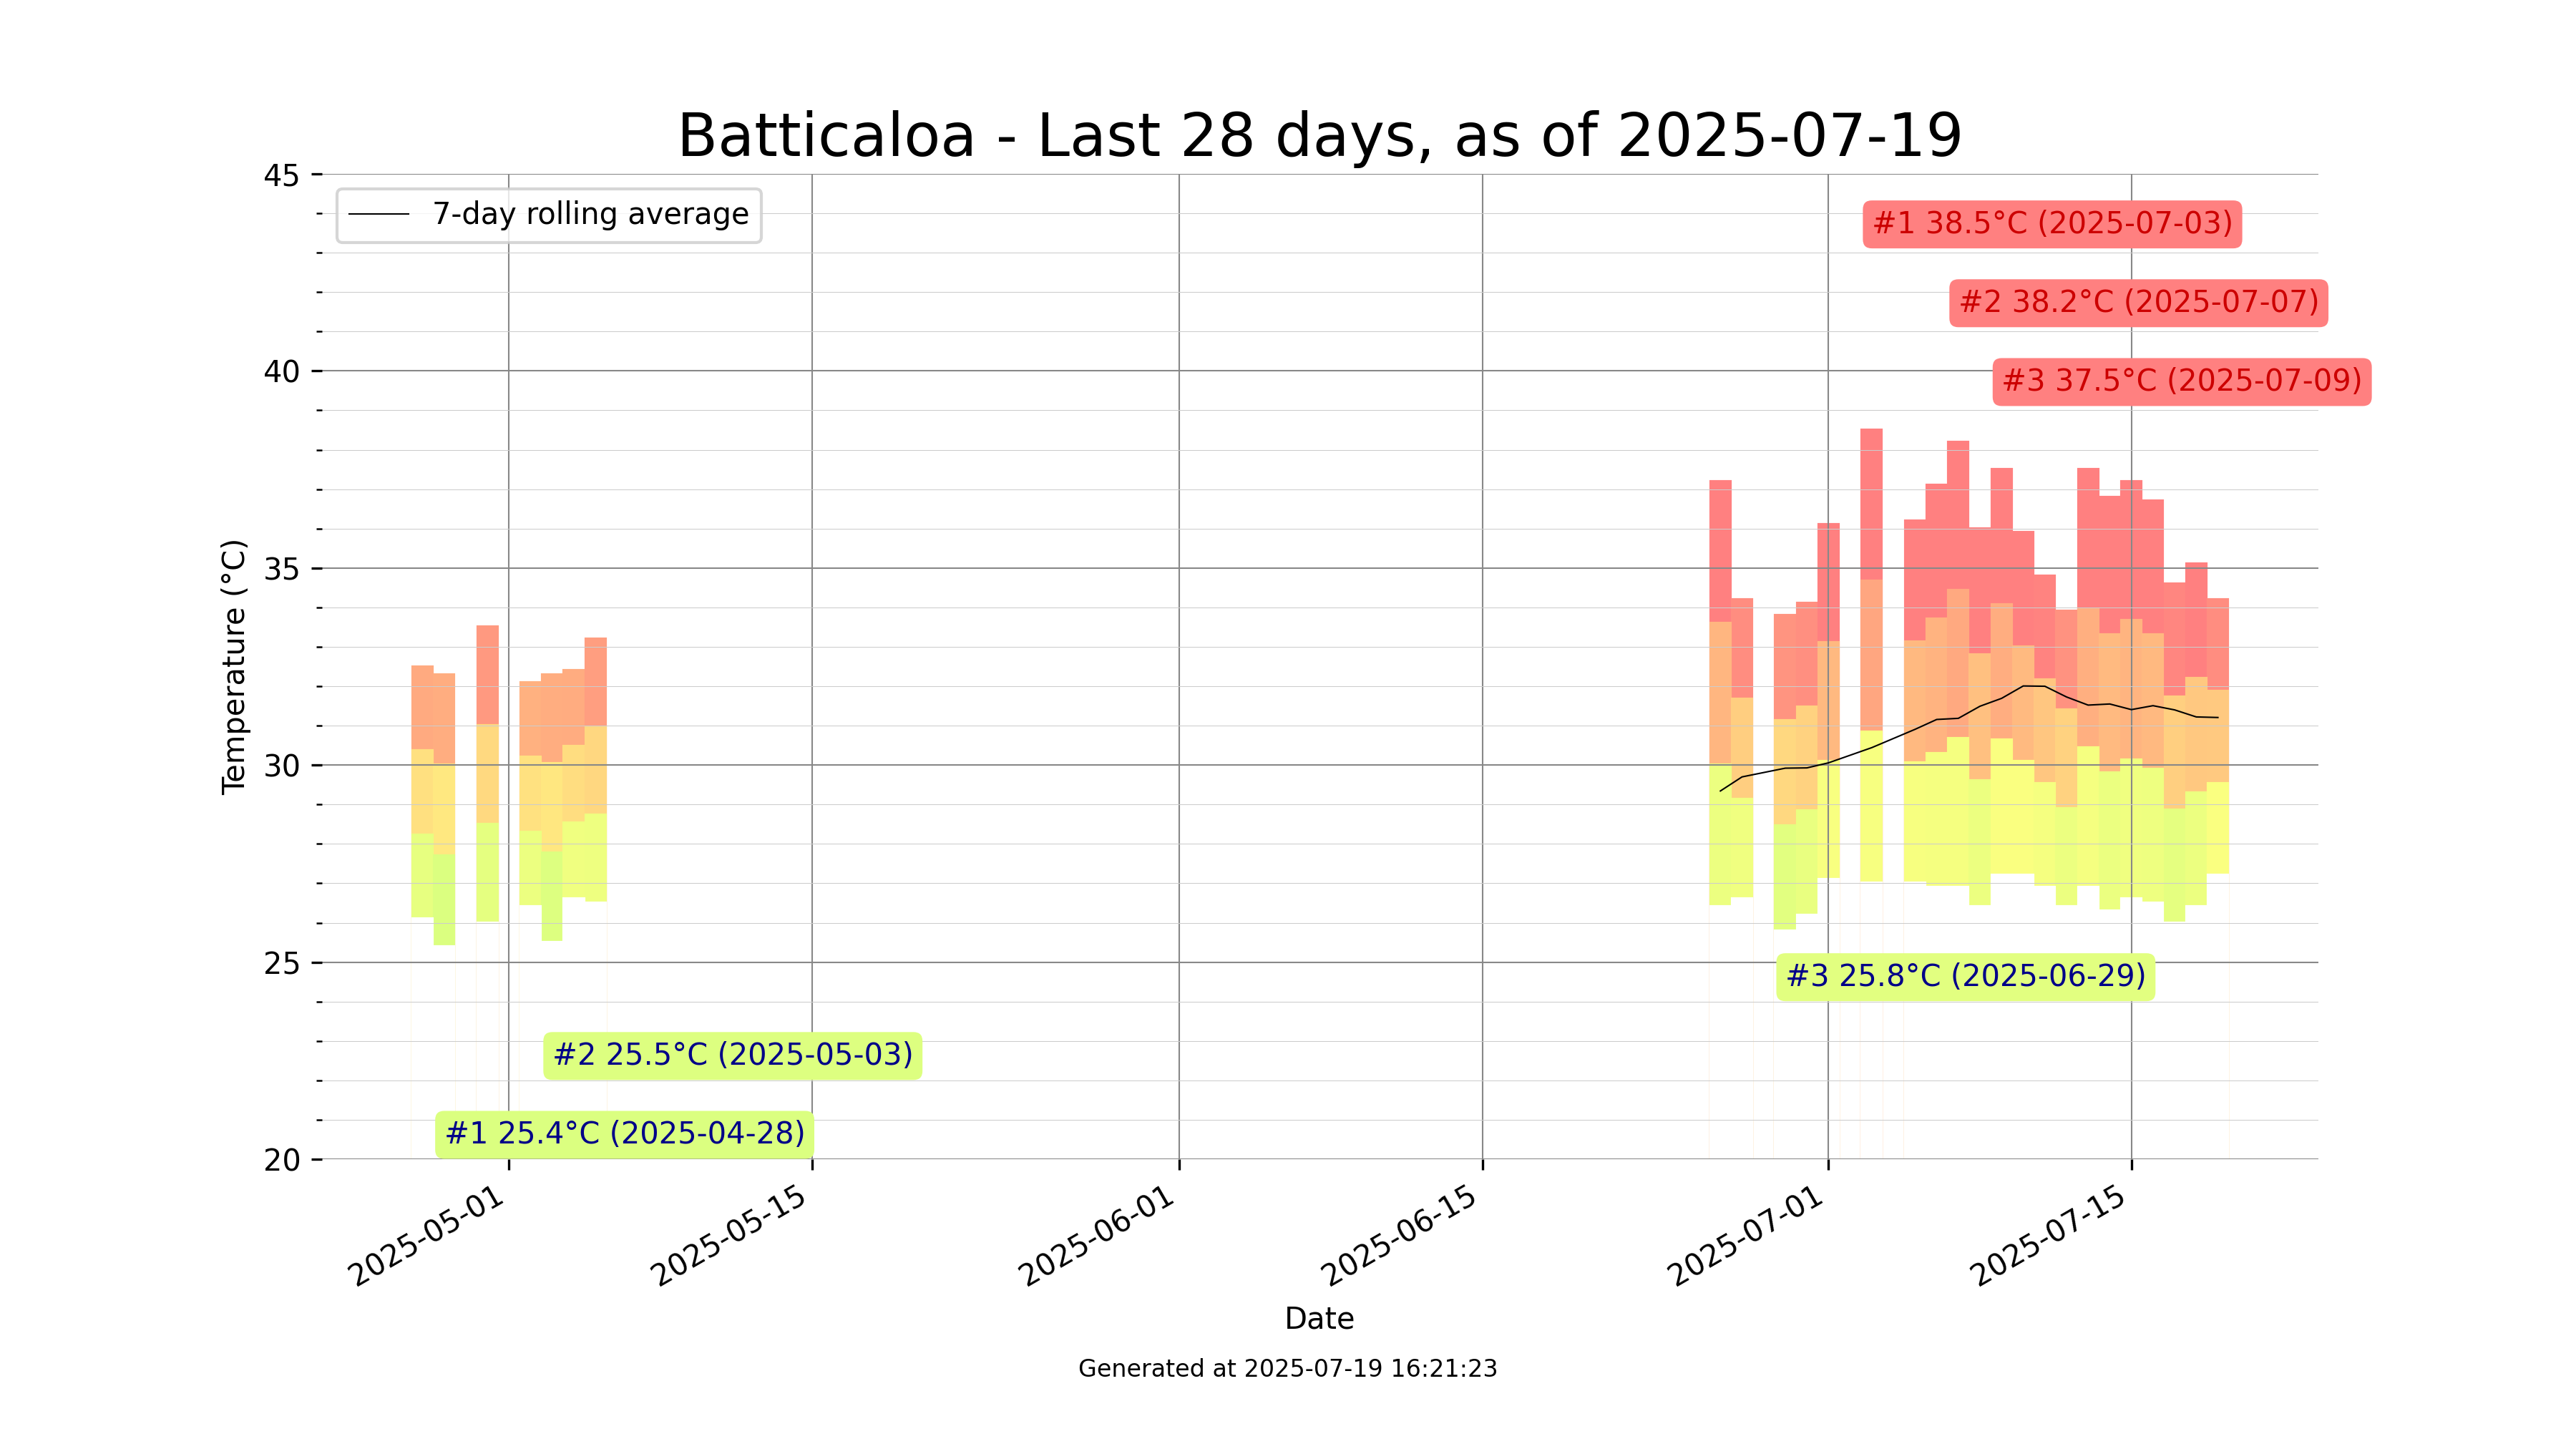 Batticaloa - Last 28 days, as of 2025-07-19
45
7-day rolling average
#1 38.5°C (2025-07-03)
#2 38.2°C (2025-07-07)
40
#3 37.5°C (2025-07-09)
35
Temperature (°C)
30
25
#3 25.8°C (2025-06-29)
#2 25.5°C (2025-05-03)
#1 25.4°C (2025-04-28)
20
2025-05-01
2025-05-15
2025-06-01
2025-06-15
2025-07-01
2025-07-15
Date
Generated at 2025-07-19 16:21:23